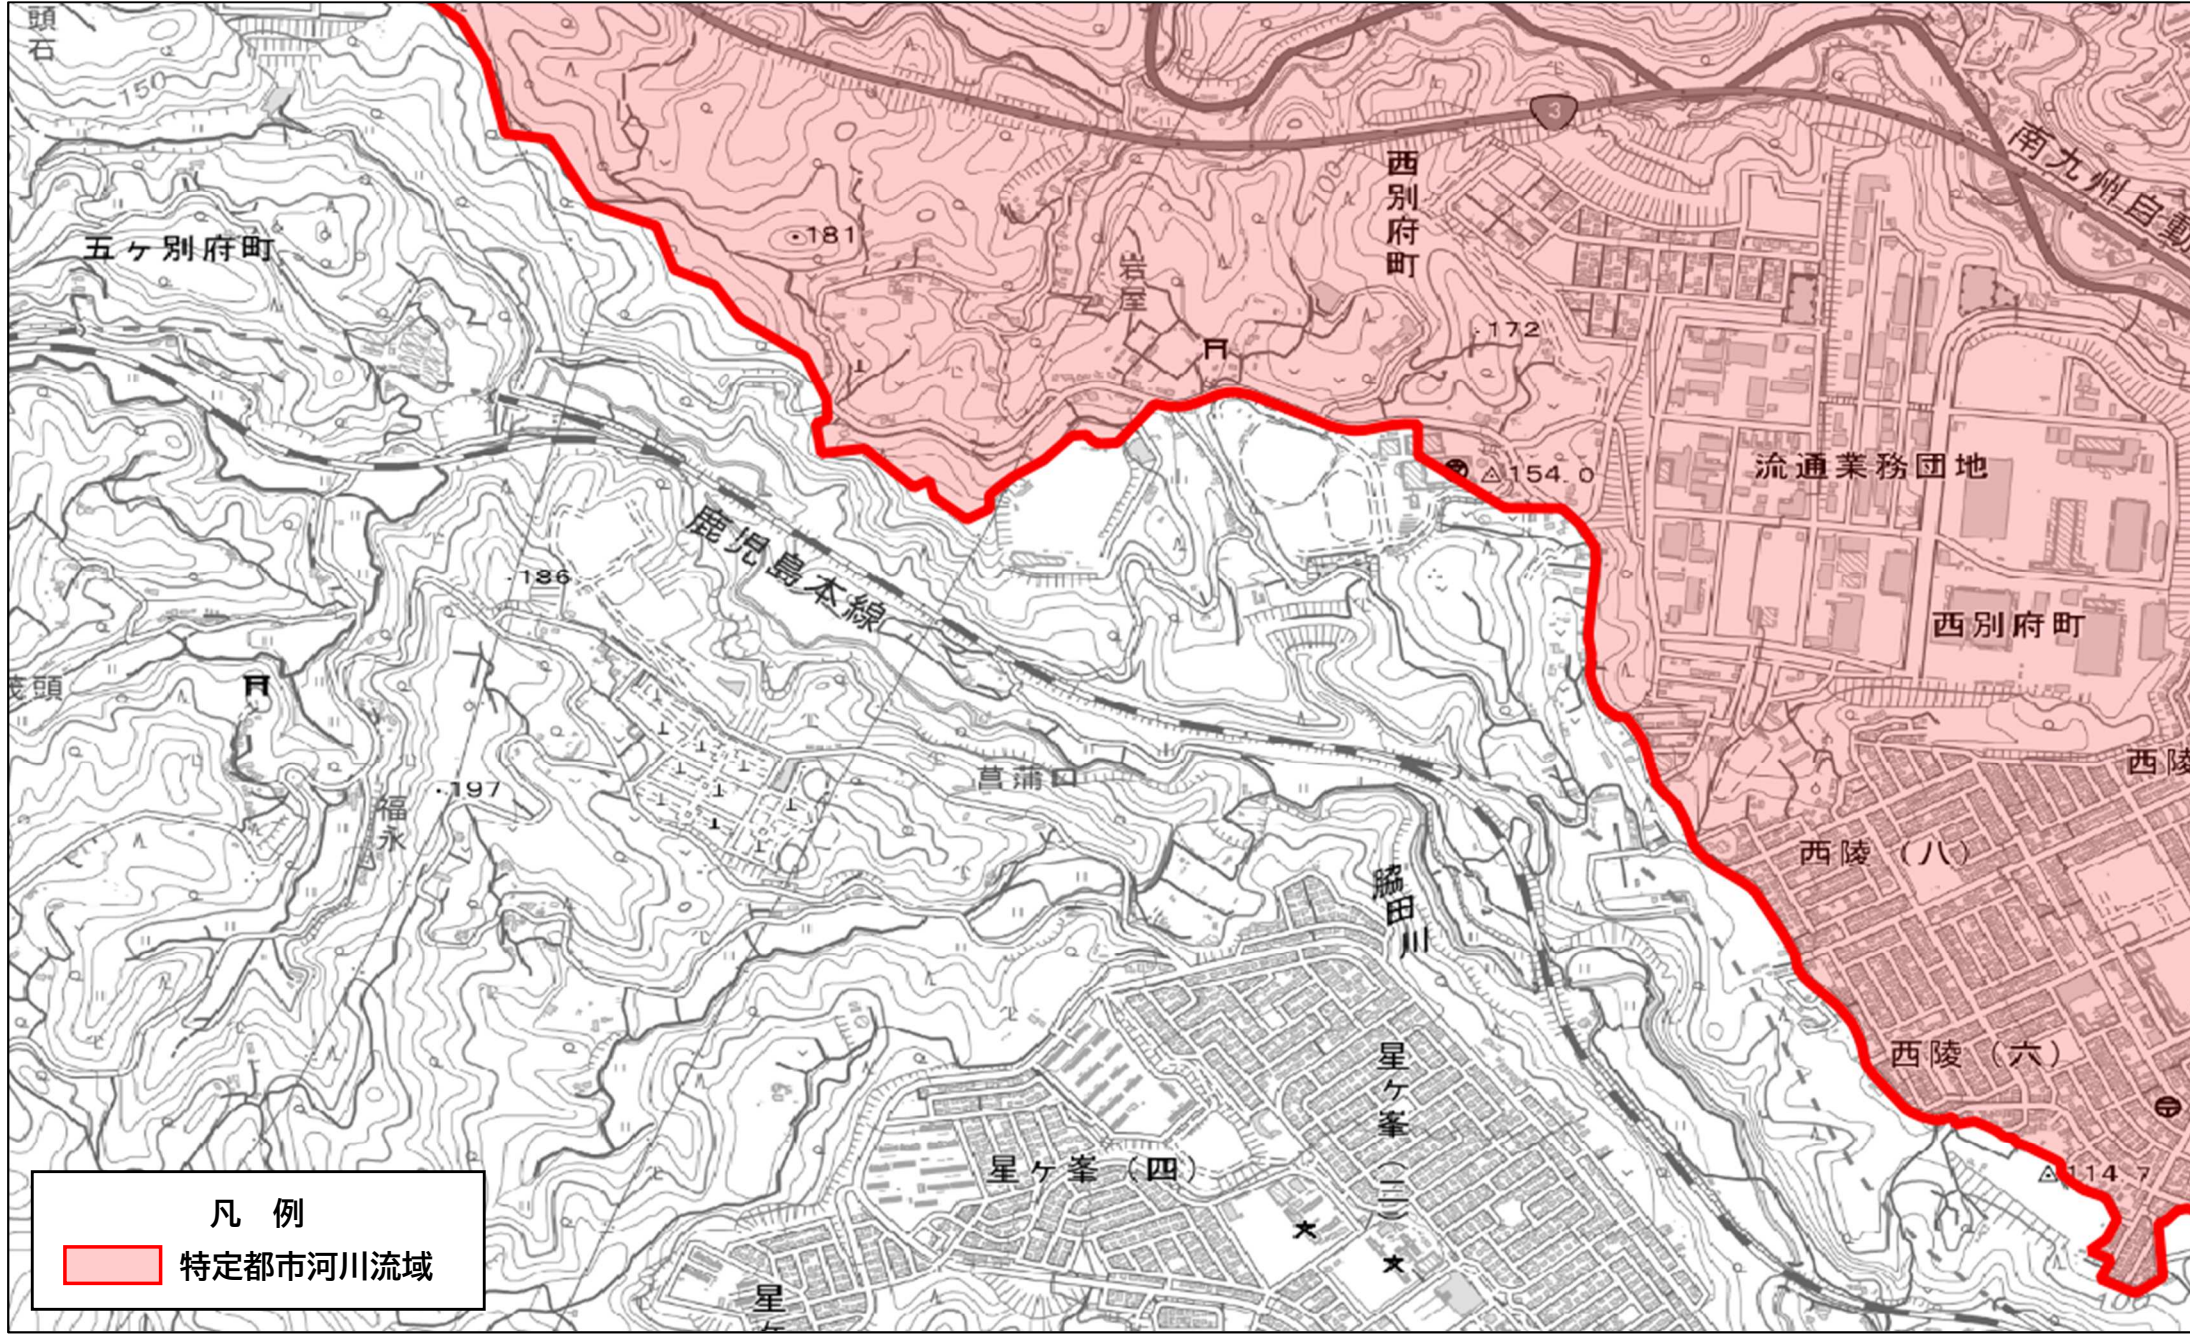 頭石
150
3
南九州自動
西別府町
五ヶ別府町
181
岩屋
100
172
154.0
流通業務団地
鹿児島本線
186
西別府町
頭
西陵
197
福永
菖蒲口
西陵(八)
脇田川
西陵(六)
星ヶ峯(二)
星ヶ峯(四)
114.7
凡 例
特定都市河川流域
星ヶ
100